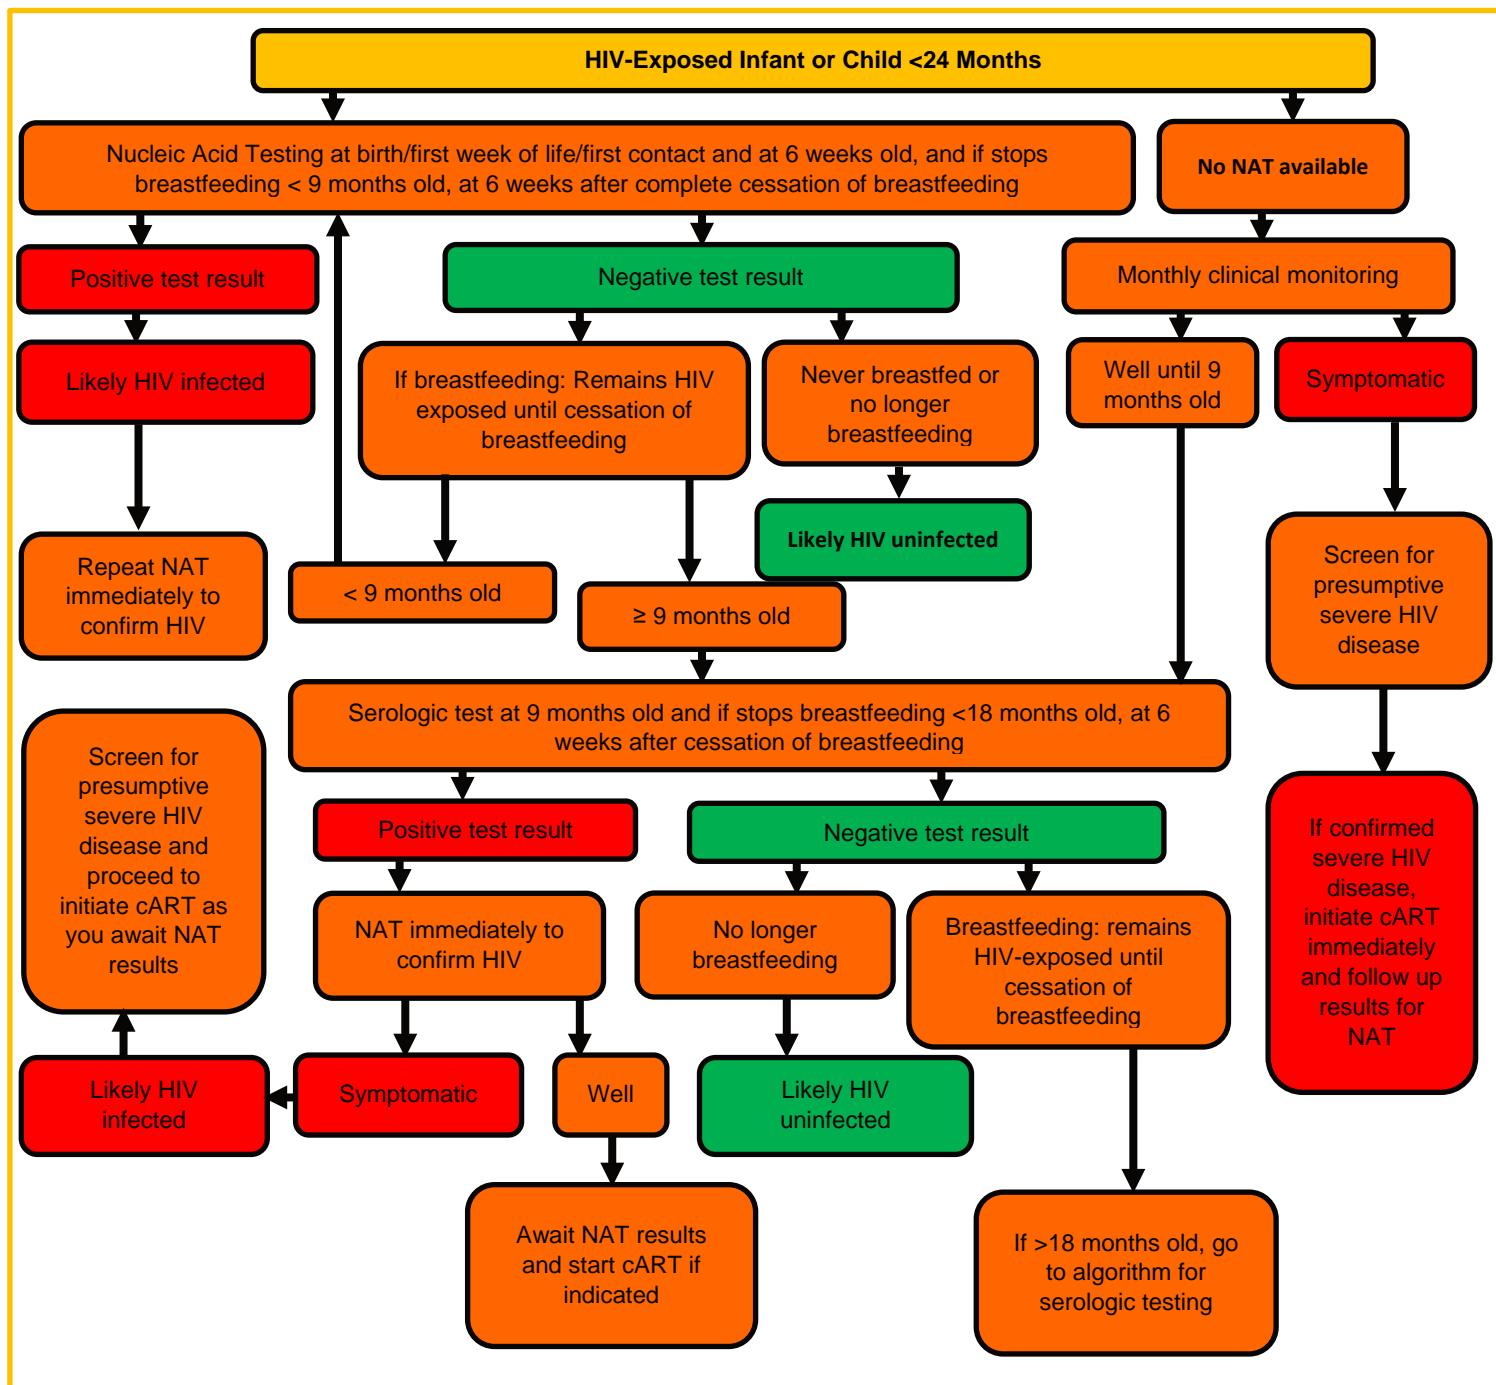 HIV-Exposed Infant or Child <24 Months
Nucleic Acid Testing at birth/first week of life/first contact and at 6 weeks old, and if stops
breastfeeding < 9 months old, at 6 weeks after complete cessation of breastfeeding
No NAT available
Positive test result
Negative test result
Monthly clinical monitoring
Likely HIV infected
If breastfeeding: Remains HIV
exposed until cessation of
breastfeeding
Never breastfed or
no longer
breastfeeding
Well until 9
months old
Symptomatic
Likely HIV uninfected
Repeat NAT
immediately to
confirm HIV
< 9 months old
≥ 9 months old
Screen for
presumptive
severe HIV
disease
Serologic test at 9 months old and if stops breastfeeding <18 months old, at 6
weeks after cessation of breastfeeding
Screen for
presumptive
severe HIV
disease and
proceed to
initiate cART as
you await NAT
results
Positive test result
Negative test result
If confirmed
severe HIV
disease,
initiate cART
immediately
and follow up
results for
NAT
NAT immediately to
confirm HIV
No longer
breastfeeding
Breastfeeding: remains
HIV-exposed until
cessation of
breastfeeding
Likely HIV
infected
Symptomatic
Well
Likely HIV
uninfected
Await NAT results
and start cART if
indicated
If >18 months old, go
to algorithm for
serologic testing